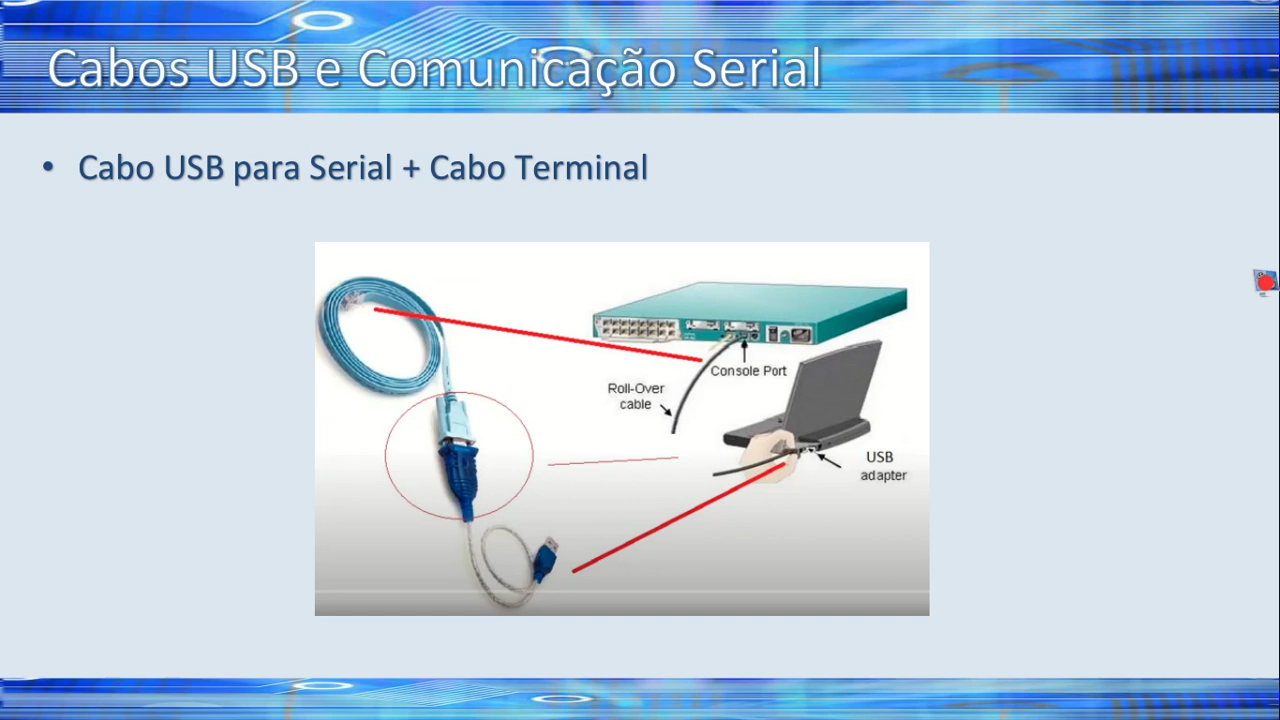 Cabos USB e Comunicação Serial
• Cabo USB para Serial + Cabo Terminal
Console Port
Roll-Over
cable
USB
adapter